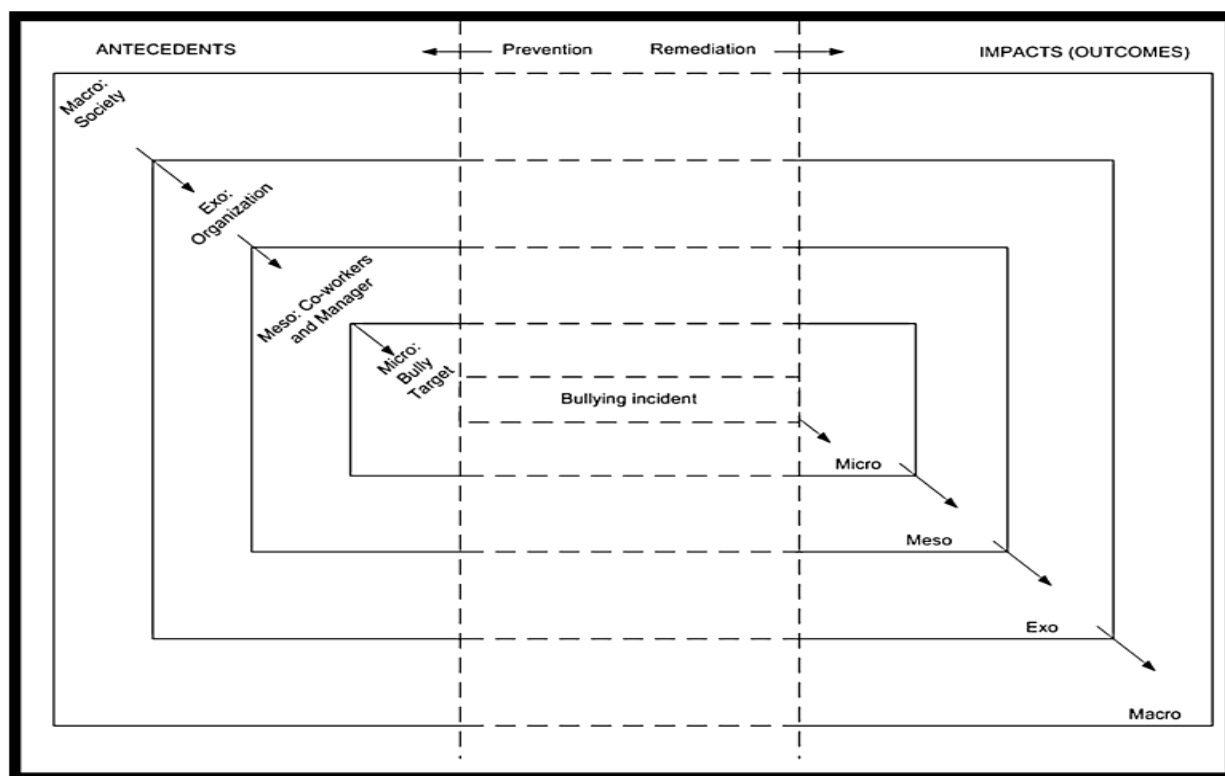 ANTECEDENTS
Prevention
Remediation
IMPACTS (OUTCOMES)
Macro:
Society
Exo:
Organization
Meso: Co-workers
and Manager
Micro:
Bully
Target
Bullying incident
Micro
Meso
Exo
Macro